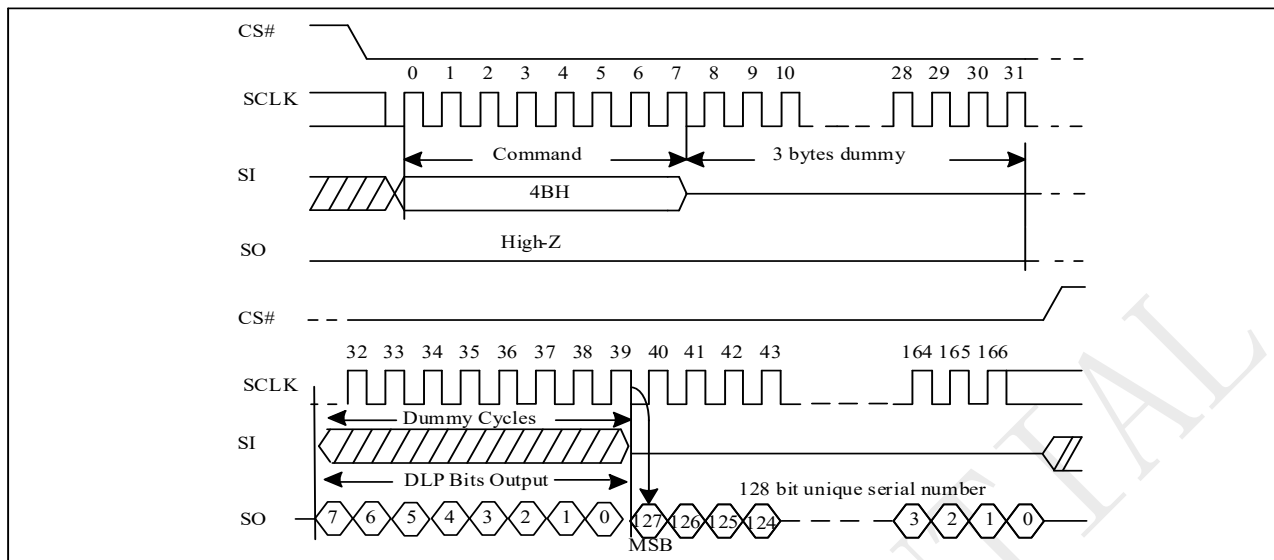 CS#
0 1 2 3 4 5 6 7 8 9 10 28 29 30 31
SCLK
Command 3 bytes dummy
SI
4BH
High-Z
SO
CS#
32 33 34 35 36 37 38 39 40 41 42 43 164 165 166
SCLK
Dummy Cycles
SI
DLP Bits Output 128 bit unique serial number
SO 7 6 5 4 3 2 1 0 127 126 125 124 3 2 1 0
MSB
NTIAL